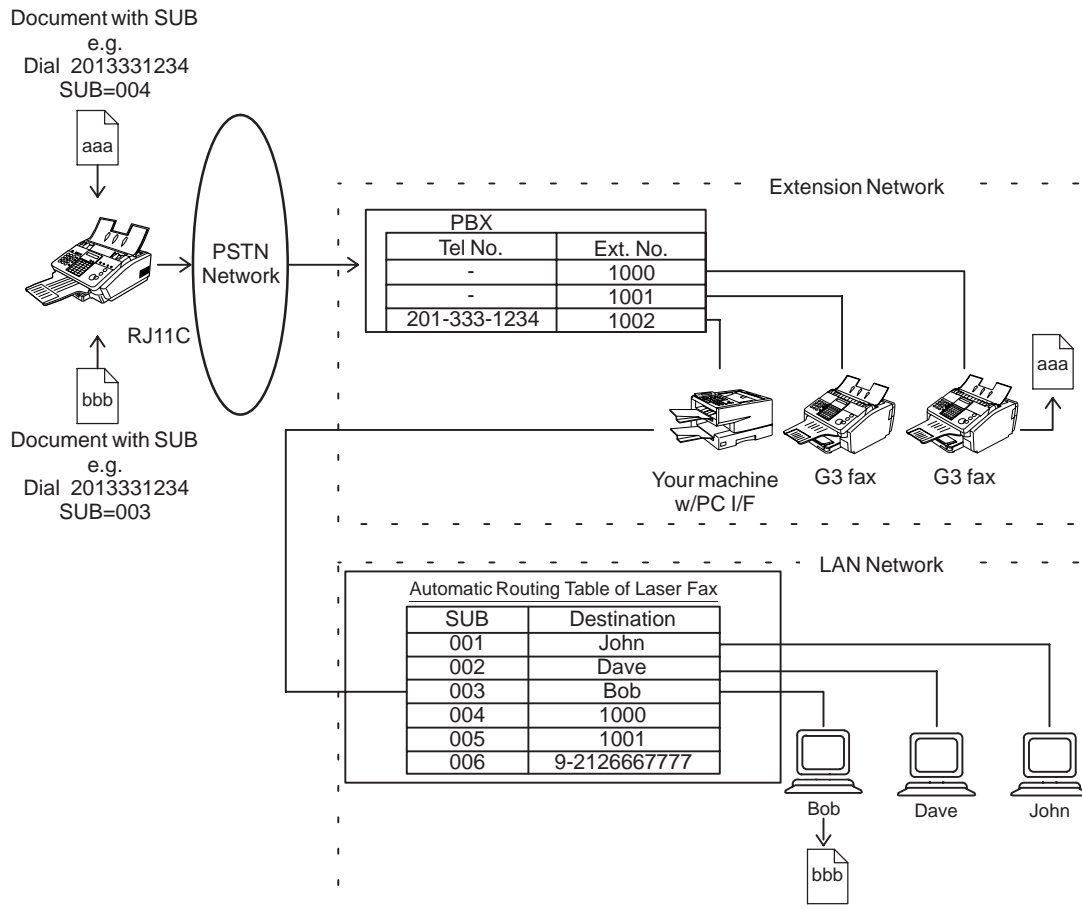 Document with SUB
e.g.
Dial 2013331234
SUB=004
aaa
PSTN
Network
RJ11C
bbb
Document with SUB
e.g.
Dial 2013331234
SUB=003
Extension Network
PBX
Tel No. Ext. No.
- 1000
- 1001
201-333-1234 1002
aaa
Your machine
w/PC I/F
G3 fax
G3 fax
LAN Network
Automatic Routing Table of Laser Fax
SUB Destination
001 John
002 Dave
003 Bob
004 1000
005 1001
006 9-2126667777
Bob
Dave
John
bbb